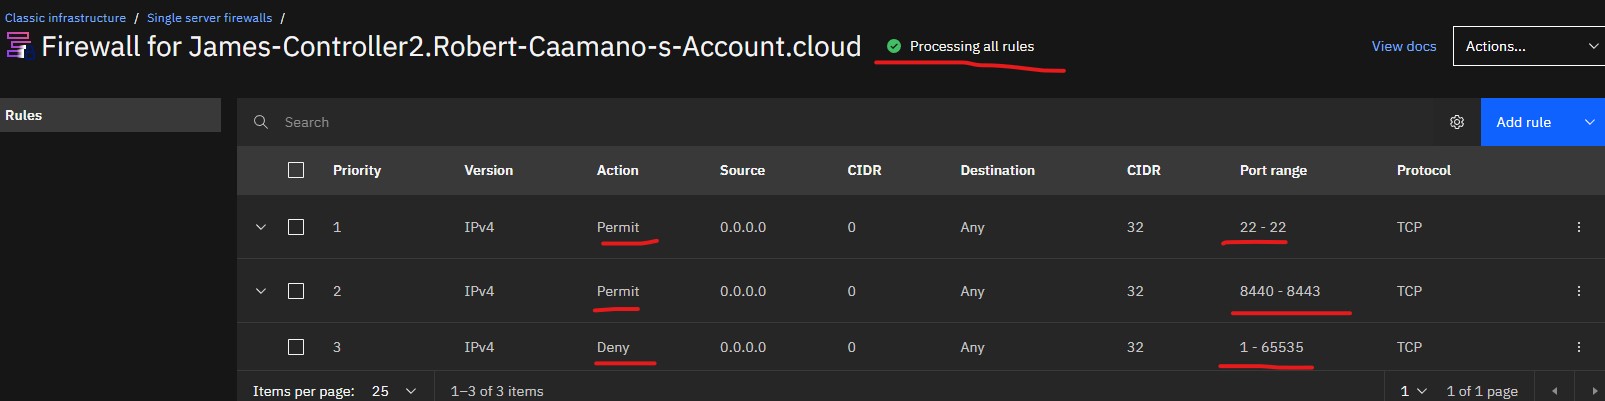 Classic infrastructure / Single server firewalls /
Firewall for James-Controller2.Robert-Caamano-s-Account.cloud Processing all rules View docs Actions...
Rules
Search Add rule
Priority Version Action Source CIDR Destination CIDR Port range Protocol
1 IPv4 Permit 0.0.0.0 0 Any 32 22 - 22 TCP
2 IPv4 Permit 0.0.0.0 0 Any 32 8440 - 8443 TCP
3 IPv4 Deny 0.0.0.0 0 Any 32 1 - 65535 TCP
Items per page: 25 1–3 of 3 items 1 1 of 1 page